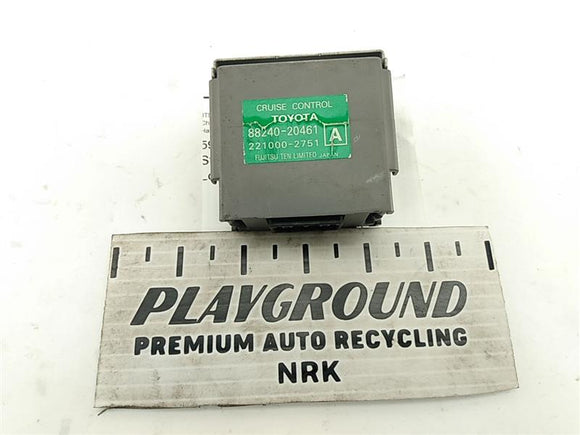 CRUISE CONTROL
TOYOTA
88240-20461 A
221000-2751
FUJITSU TEN LIMITED JAPAN
PLAYGROUND
PREMIUM AUTO RECYCLING
NRK